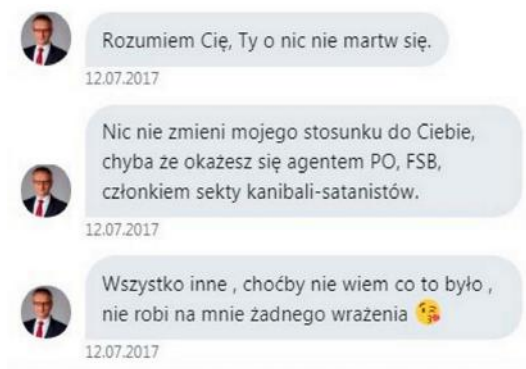 Rozumiem Cię, Ty o nic nie martw się.
12.07.2017
Nic nie zmieni mojego stosunku do Ciebie,
chyba że okażesz się agentem PO, FSB,
członkiem sekty kanibali-satanistów.
12.07.2017
Wszystko inne , choćby nie wiem co to było ,
nie robi na mnie żadnego wrażenia 😘
12.07.2017